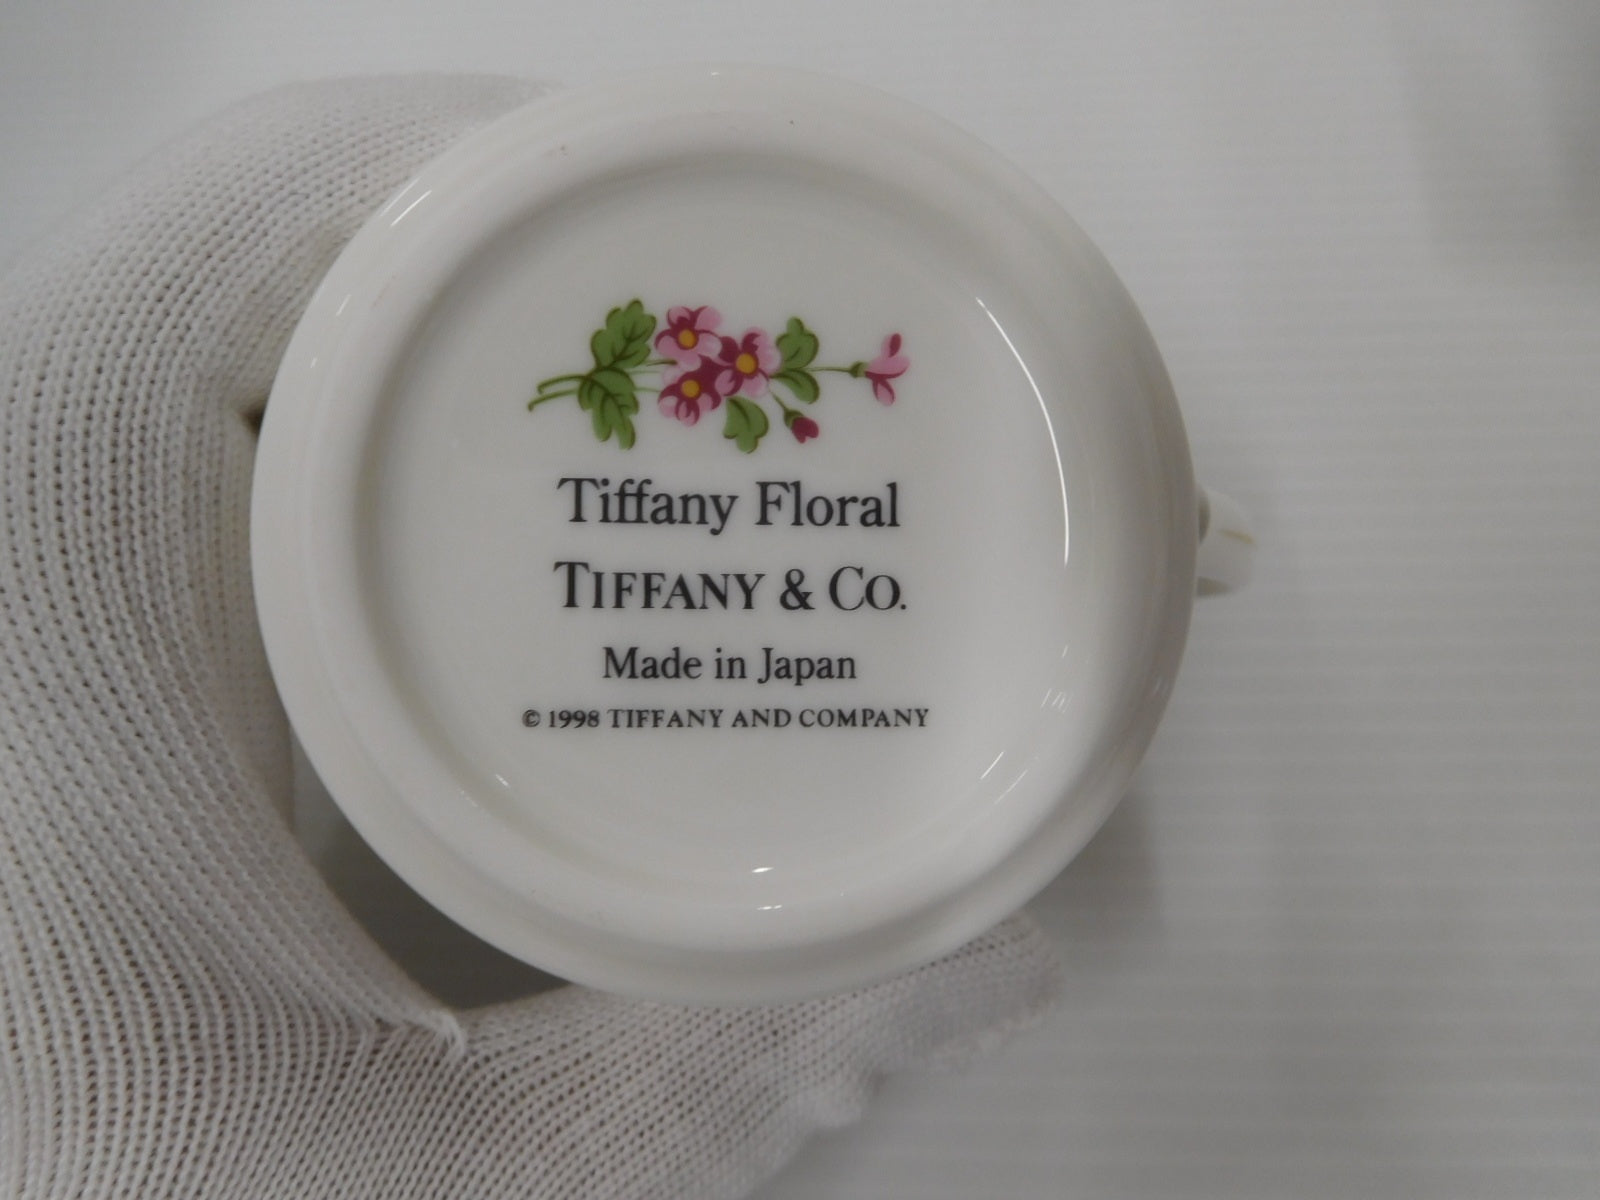 Tiffany Floral
TIFFANY & CO.
Made in Japan
© 1998 TIFFANY AND COMPANY